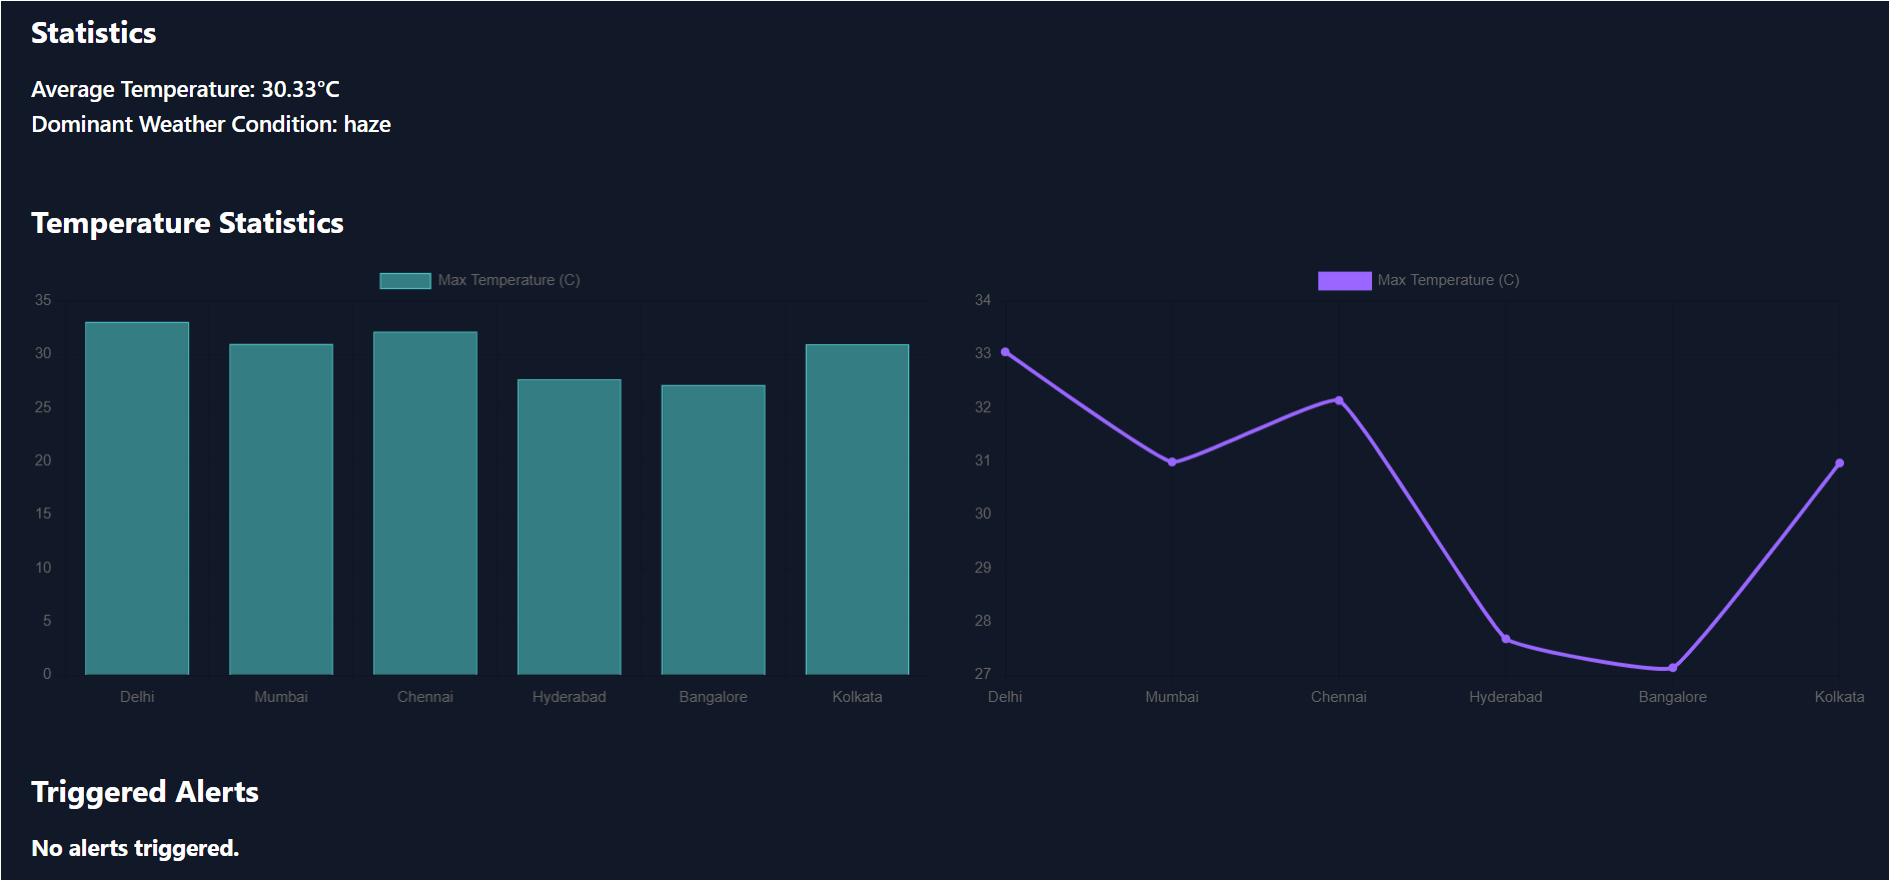 Statistics
Average Temperature: 30.33°C
Dominant Weather Condition: haze
Temperature Statistics
Max Temperature (C)
35
30
25
20
15
10
5
0
Delhi Mumbai Chennai Hyderabad Bangalore Kolkata
Max Temperature (C)
34
33
32
31
30
29
28
27
Delhi Mumbai Chennai Hyderabad Bangalore Kolkata
Triggered Alerts
No alerts triggered.